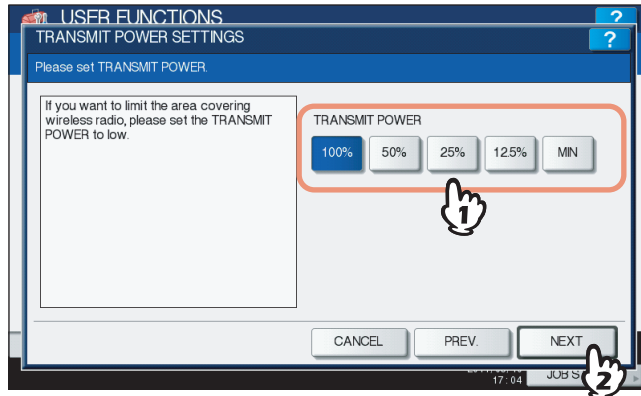 USER FUNCTIONS
?
TRANSMIT POWER SETTINGS
?
Please set TRANSMIT POWER.
If you want to limit the area covering
wireless radio, please set the TRANSMIT
POWER to low.
TRANSMIT POWER
100% 50% 25% 12.5% MIN
1
CANCEL PREV. NEXT
2
17:04